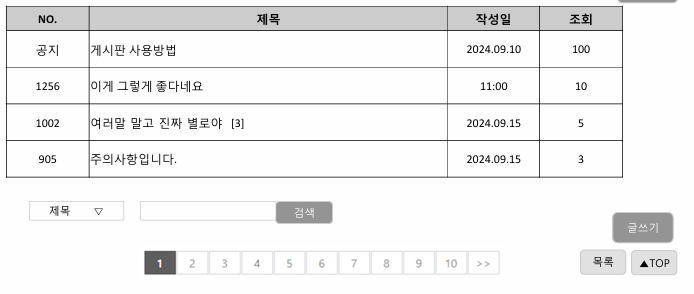 NO. 제목 작성일 조회
공지 게시판 사용방법 2024.09.10 100
1256 이게 그렇게 좋다네요 11:00 10
1002 여러말 말고 진짜 별로야 [3] 2024.09.15 5
905 주의사항입니다. 2024.09.15 3
제목 ▽ 검색
글쓰기
1 2 3 4 5 6 7 8 9 10 >> 목록 ▲TOP